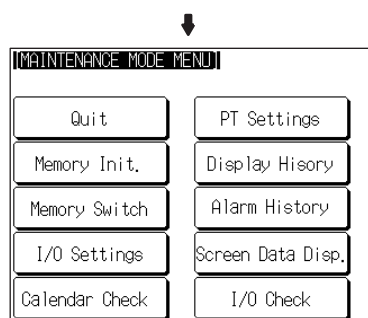 [MAINTENANCE MODE MENU]
Quit
PT Settings
Memory Init.
Display Hisory
Memory Switch
Alarm History
I/O Settings
Screen Data Disp.
Calendar Check
I/O Check